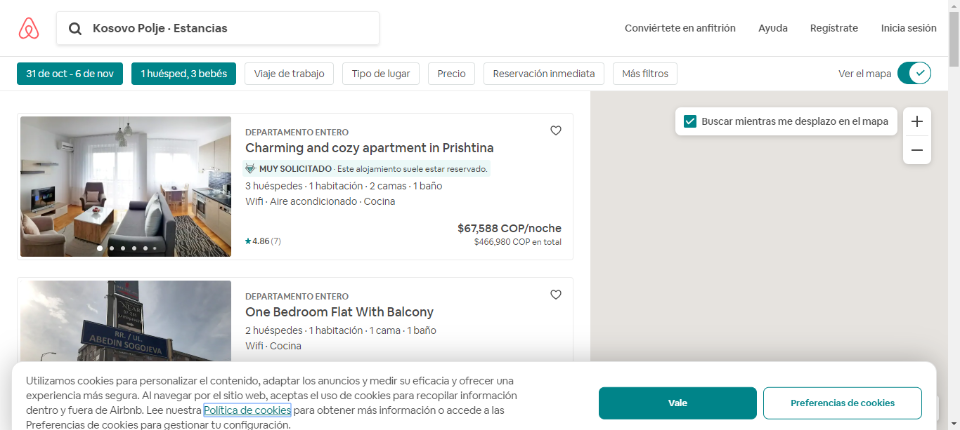 Kosovo Polje · Estancias
Conviértete en anfitrión
Ayuda
Regístrate
Inicia sesión
31 de oct - 6 de nov
1 huésped, 3 bebés
Viaje de trabajo
Tipo de lugar
Precio
Reservación inmediata
Más filtros
Ver el mapa
Buscar mientras me desplazo en el mapa
DEPARTAMENTO ENTERO
Charming and cozy apartment in Prishtina
MUY SOLICITADO · Este alojamiento suele estar reservado.
3 huéspedes · 1 habitación · 2 camas · 1 baño
Wifi · Aire acondicionado · Cocina
$67,588 COP/noche
4.86 (7)
$466,980 COP en total
DEPARTAMENTO ENTERO
One Bedroom Flat With Balcony
2 huéspedes · 1 habitación · 1 cama · 1 baño
Wifi · Cocina
RR. / UL.
ABEDIN SOGOJEVA
Utilizamos cookies para personalizar el contenido, adaptar los anuncios y medir su eficacia y ofrecer una
experiencia más segura. Al navegar por el sitio web, aceptas el uso de cookies para recopilar información
dentro y fuera de Airbnb. Lee nuestra Política de cookies para obtener más información o accede a las
Preferencias de cookies para gestionar tu configuración.
Vale
Preferencias de cookies